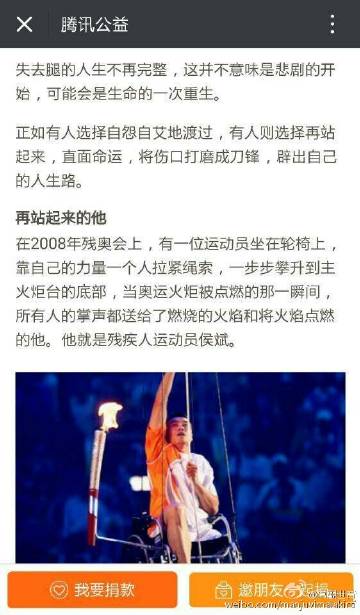 腾讯公益
失去腿的人生不再完整，这并不意味是悲剧的开
始，可能会是生命的一次重生。
正如有人选择自怨自艾地渡过，有人则选择再站
起来，直面命运，将伤口打磨成刀锋，辟出自己
的人生路。
再站起来的他
在2008年残奥会上，有一位运动员坐在轮椅上，
靠自己的力量一个人拉紧绳索，一步步攀升到主
火炬台的底部，当奥运火炬被点燃的那一瞬间，
所有人的掌声都送给了燃烧的火焰和将火焰点燃
的他。他就是残疾人运动员侯斌。
我要捐款
邀朋友一起捐